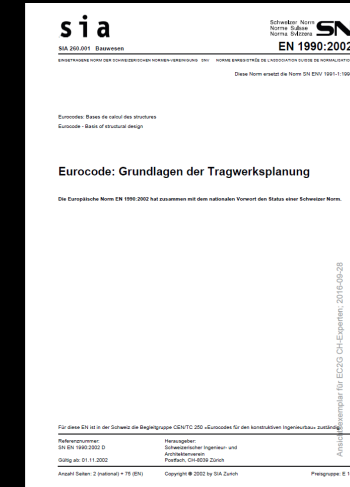 sia
Schweizer Norm
Norme Suisse
Norma Svizzera
SN
EN 1990:2002
SIA 260.001 Bauwesen
EINGETRAGENE NORM DER SCHWEIZERISCHEN NORMEN-VEREINIGUNG SNV NORME ENREGISTRÉE DE L'ASSOCIATION SUISSE DE NORMALISATION
Diese Norm ersetzt die Norm SN ENV 1991-1:199
Eurocodes: Bases de calcul des structures
Eurocode - Basis of structural design
Eurocode: Grundlagen der Tragwerksplanung
Die Europäische Norm EN 1990:2002 hat zusammen mit dem nationalen Vorwort den Status einer Schweizer Norm.
Ansichtsexemplar für EC2G CH-Experten; 2016-09-28
Für diese EN ist in der Schweiz die Begleitgruppe CEN/TC 250 «Eurocodes für den konstruktiven Ingenieurbau» zuständig.
Referenznummer:
SN EN 1990:2002 D
Gültig ab: 01.11.2002
Herausgeber:
Schweizerischer Ingenieur- und
Architektenverein
Postfach, CH-8039 Zürich
Anzahl Seiten: 2 (national) + 75 (EN) Copyright © 2002 by SIA Zurich Preisgruppe: E 1